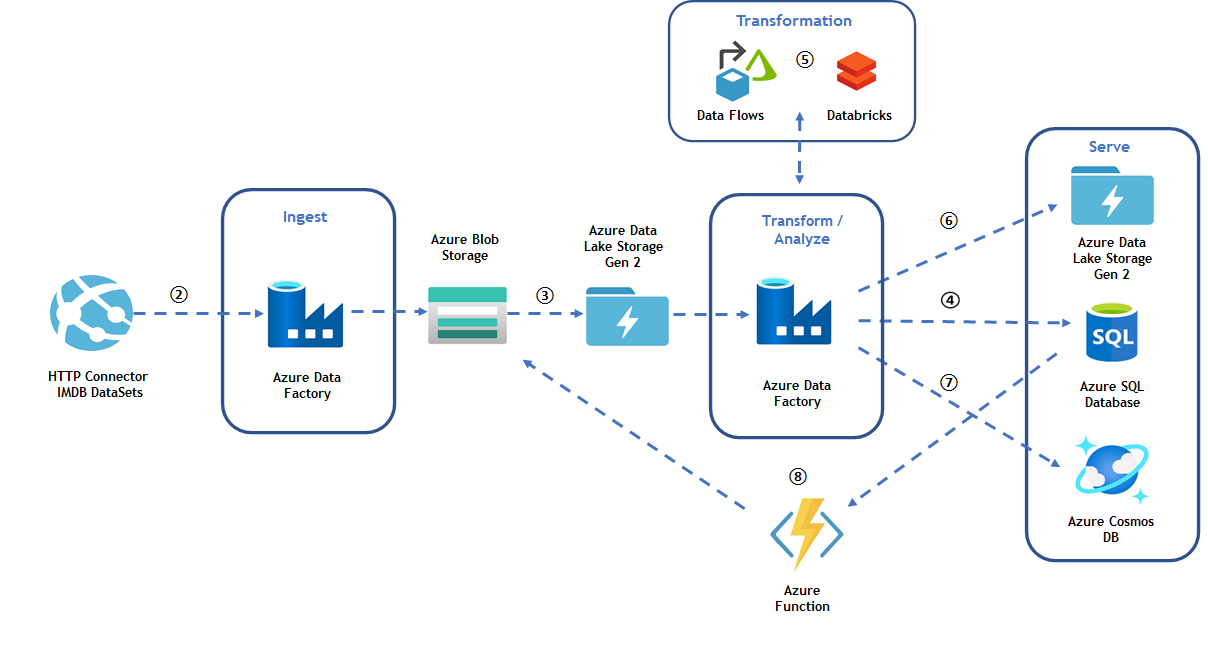 Transformation
⑤
Data Flows
Databricks
Serve
Ingest
Transform /
Analyze
⑥
Azure Blob
Storage
Azure Data
Lake Storage
Gen 2
Azure Data
Lake Storage
Gen 2
②
③
④
SQL
HTTP Connector
IMDB DataSets
Azure Data
Factory
Azure Data
Factory
⑦
Azure SQL
Database
⑧
Azure Cosmos
DB
Azure
Function